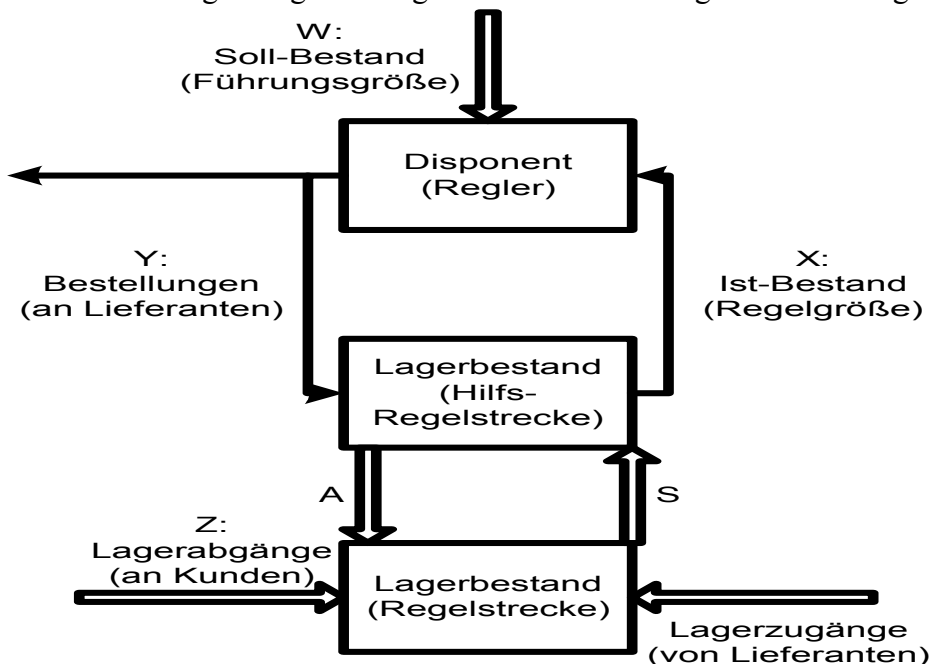 W:
Soll-Bestand
(Führungsgröße)
Disponent
(Regler)
Y:
Bestellungen
(an Lieferanten)
X:
Ist-Bestand
(Regelgröße)
Lagerbestand
(Hilfs-
Regelstrecke)
A
S
Z:
Lagerabgänge
(an Kunden)
Lagerbestand
(Regelstrecke)
Lagerzugänge
(von Lieferanten)